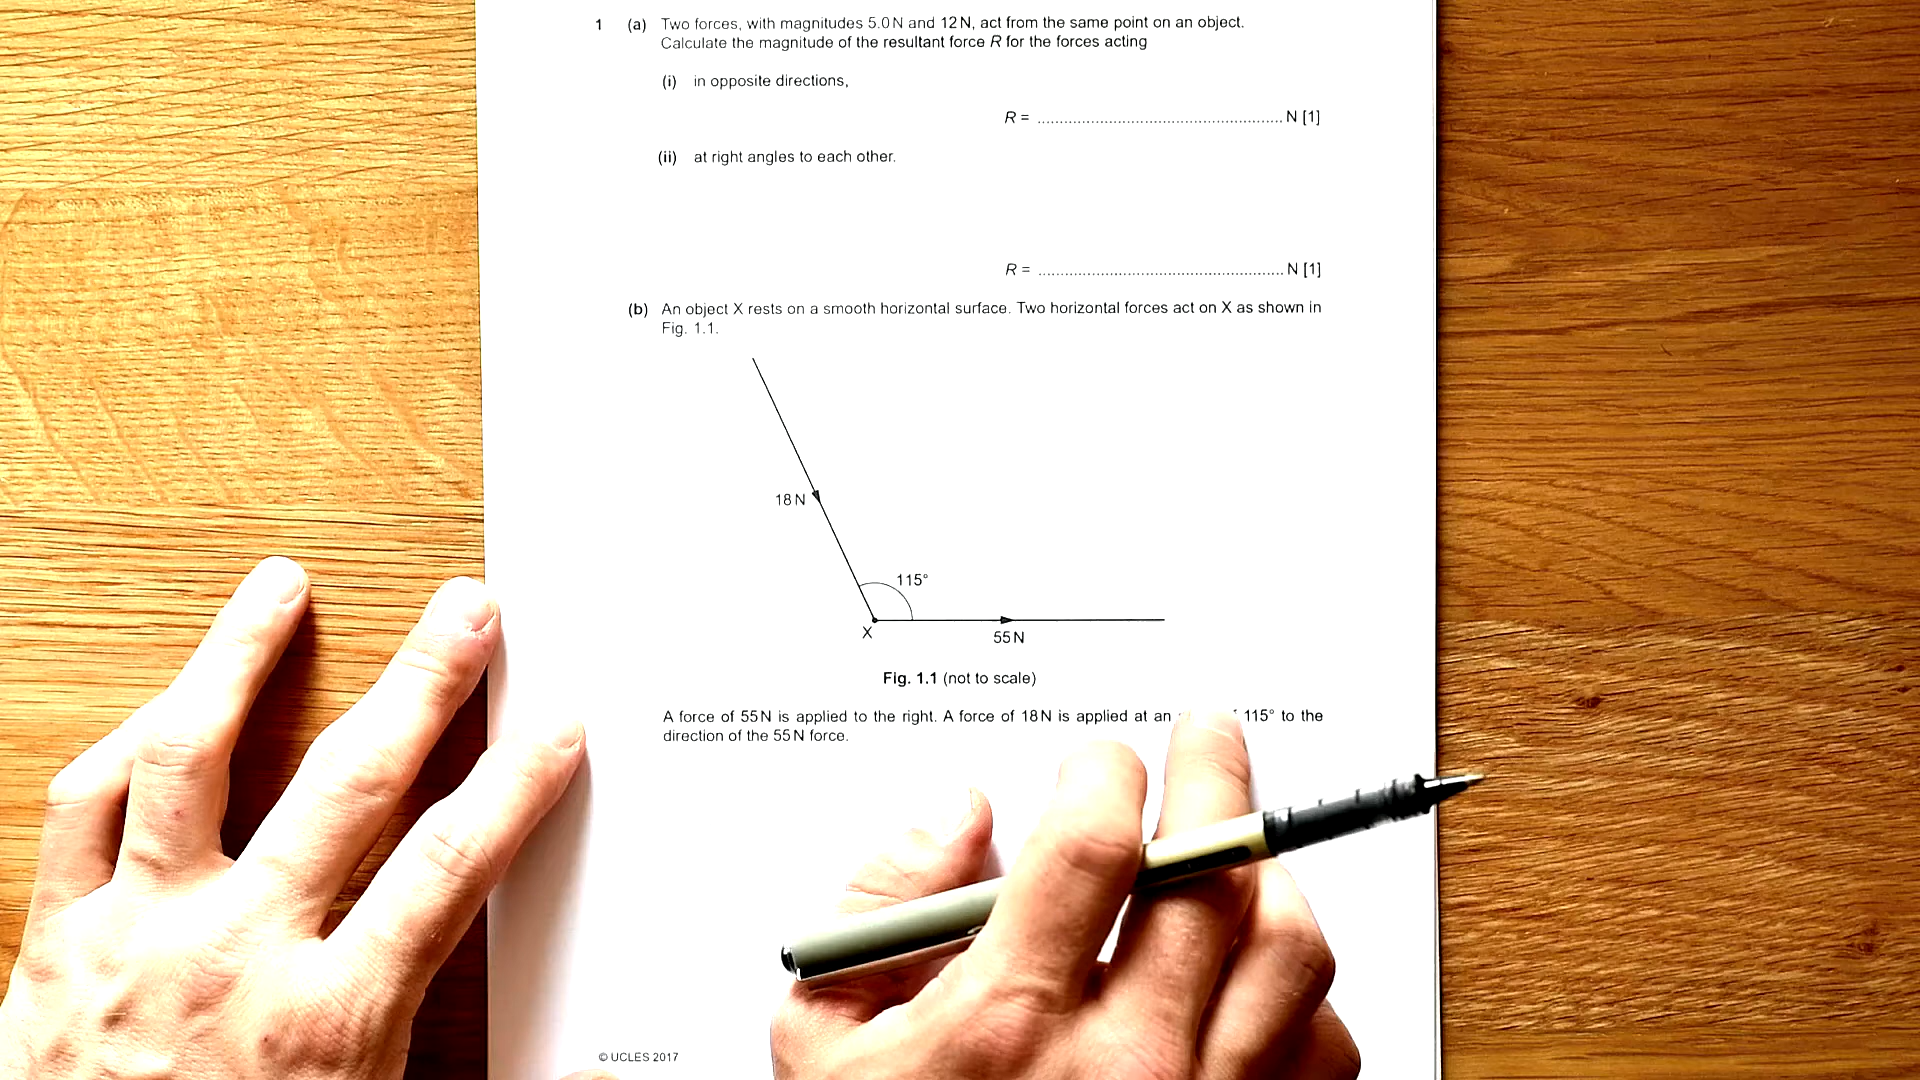 1 (a) Two forces, with magnitudes 5.0 N and 12 N, act from the same point on an object.
Calculate the magnitude of the resultant force R for the forces acting
(i) in opposite directions,
R = ........................................................ N [1]
(ii) at right angles to each other.
R = ........................................................ N [1]
(b) An object X rests on a smooth horizontal surface. Two horizontal forces act on X as shown in
Fig. 1.1.
18 N
115°
X
55 N
Fig. 1.1 (not to scale)
A force of 55 N is applied to the right. A force of 18 N is applied at an 115° to the
direction of the 55 N force.
© UCLES 2017